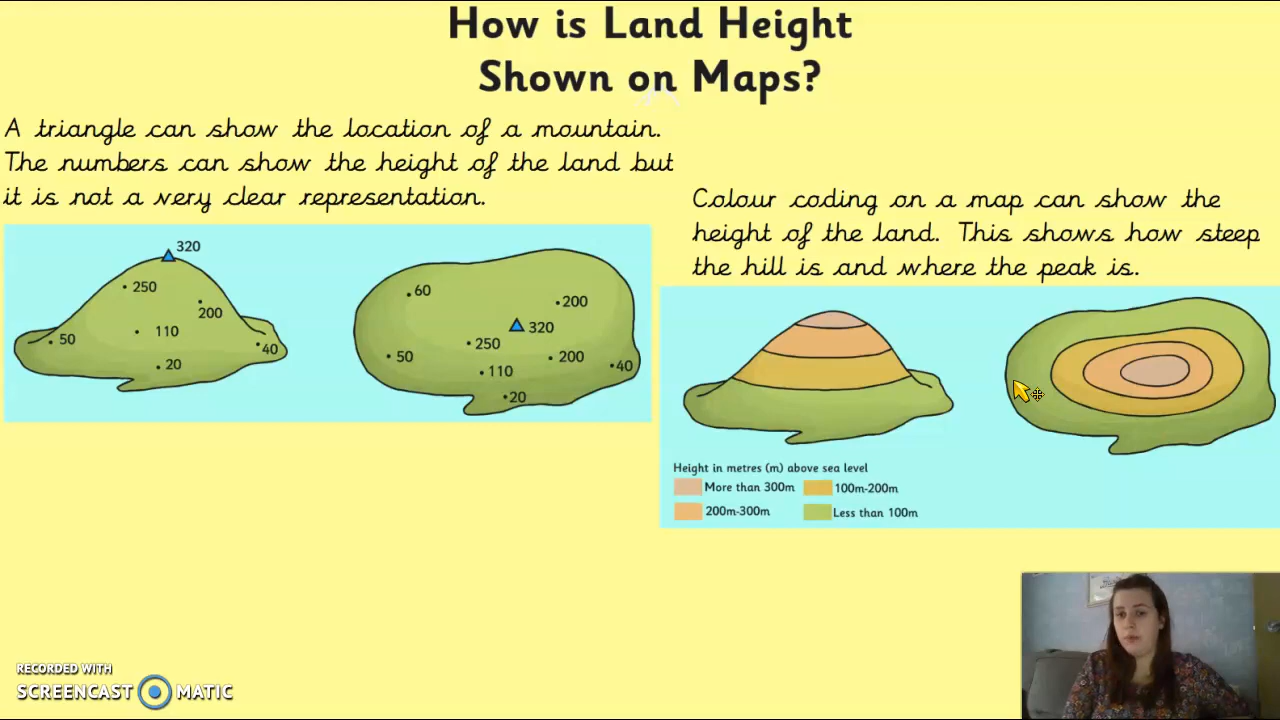 How is Land Height
Shown on Maps?
A triangle can show the location of a mountain.
The numbers can show the height of the land but
it is not a very clear representation.
Colour coding on a map can show the
height of the land. This shows how steep
the hill is and where the peak is.
320
250
200
110
50
40
20
60
200
320
250
50
200
110
40
20
Height in metres (m) above sea level
More than 300m
100m-200m
200m-300m
Less than 100m
RECORDED WITH
SCREENCAST MATIC